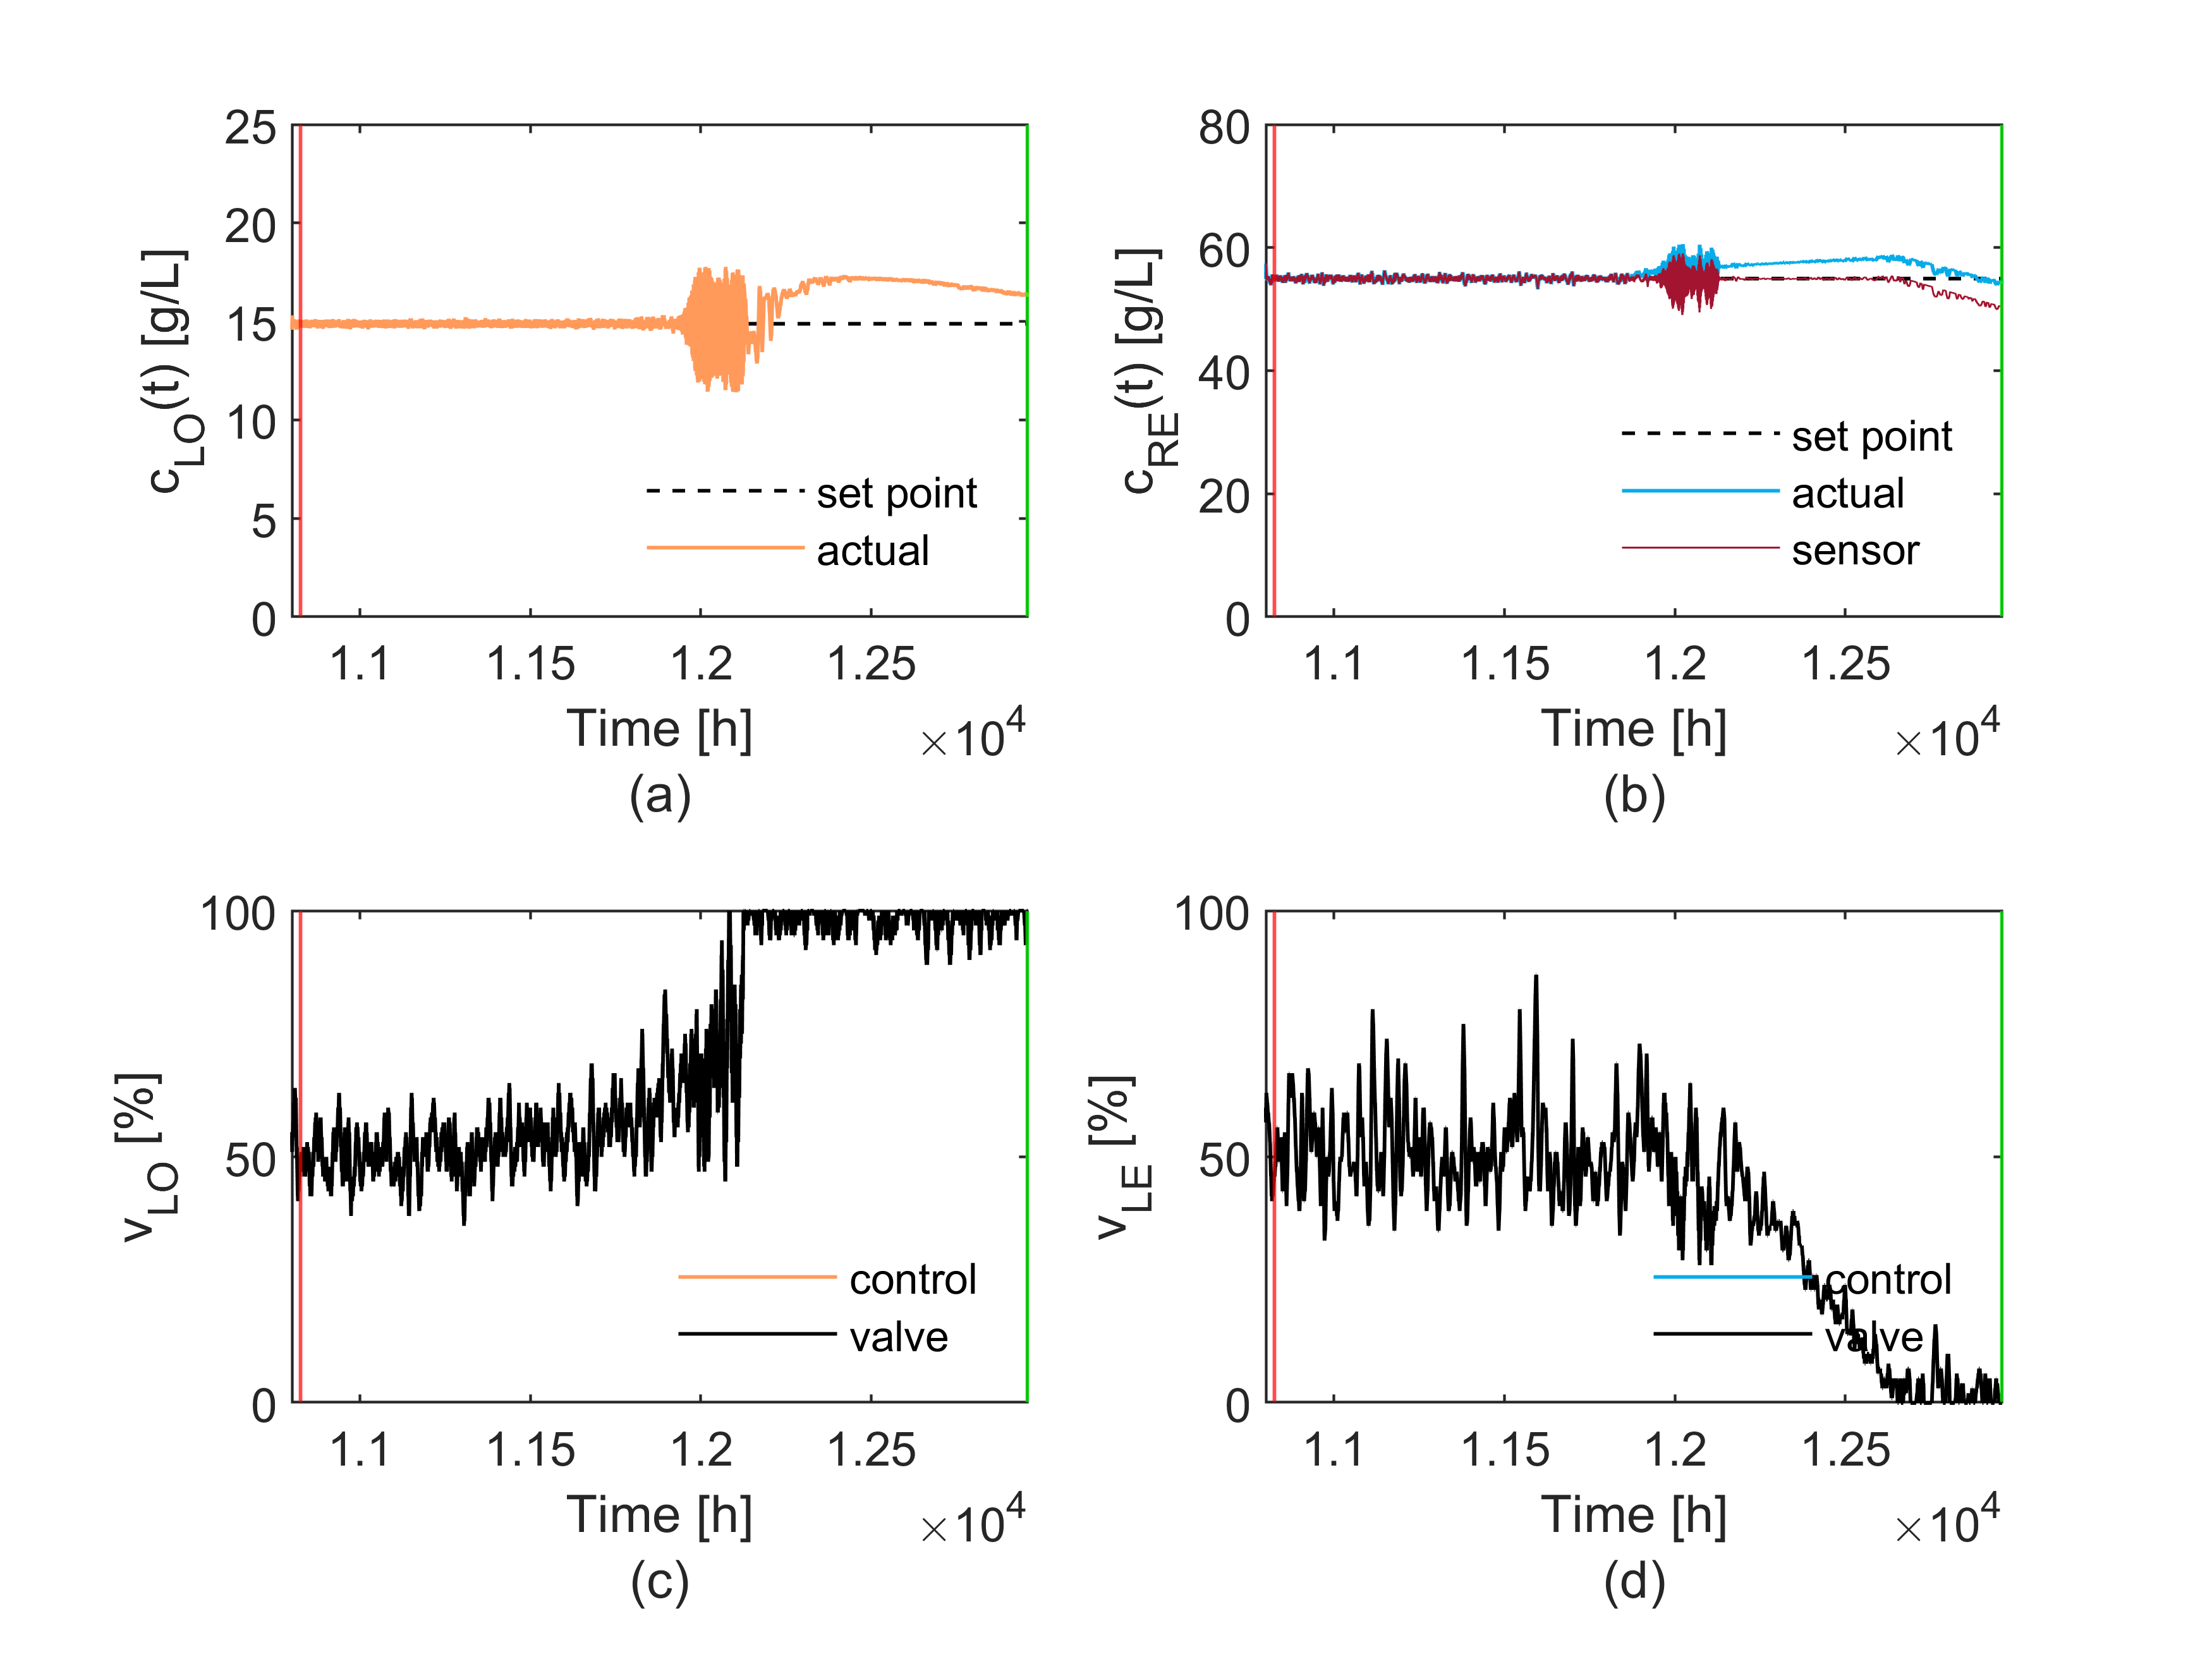 25
20
15
10
5
0
c_LO(t) [g/L]
set point
actual
1.1 1.15 1.2 1.25
Time [h]
×10^4
(a)
80
60
40
20
0
c_RE(t) [g/L]
set point
actual
sensor
1.1 1.15 1.2 1.25
Time [h]
×10^4
(b)
100
50
0
v_LO [%]
control
valve
1.1 1.15 1.2 1.25
Time [h]
×10^4
(c)
100
50
0
v_LE [%]
control
valve
1.1 1.15 1.2 1.25
Time [h]
×10^4
(d)